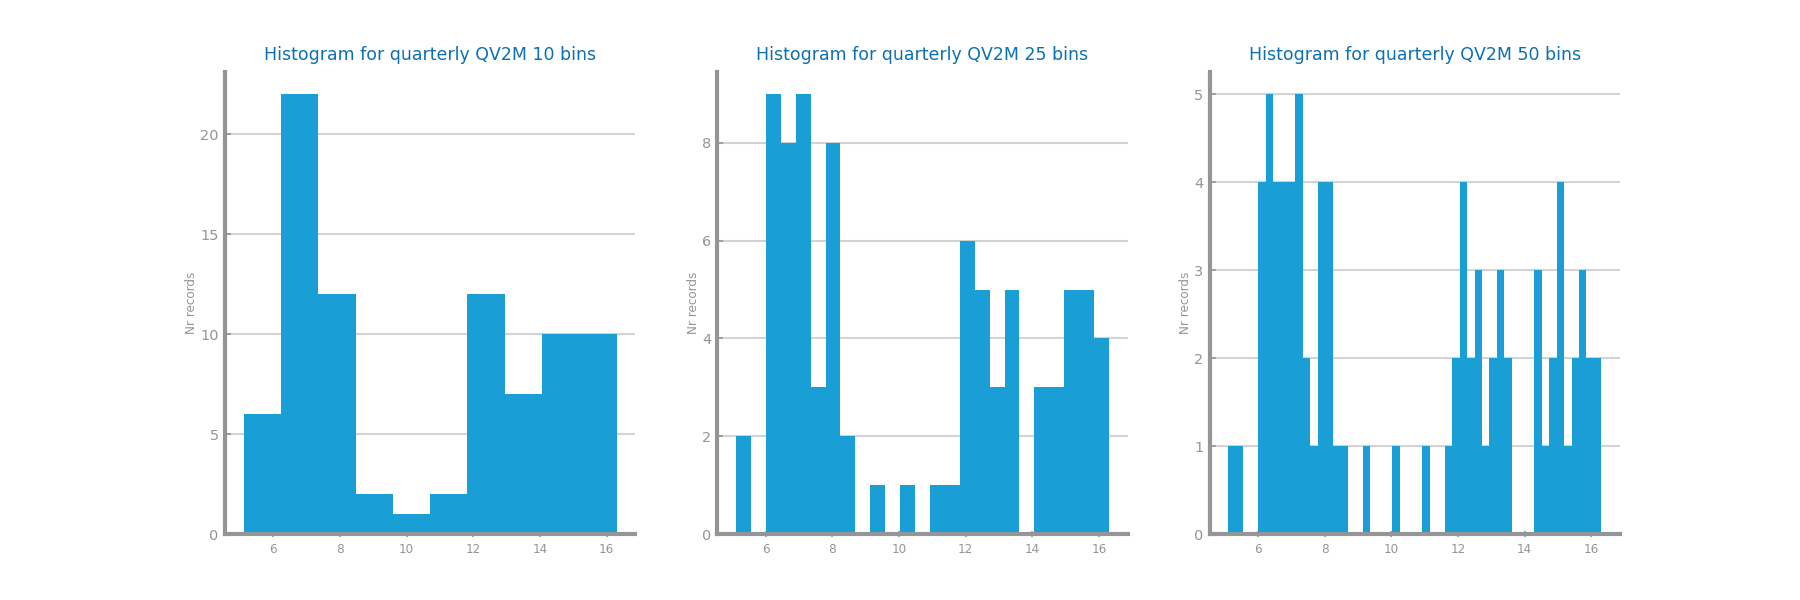 Histogram for quarterly QV2M 10 bins
Nr records
20
15
10
5
0
6 8 10 12 14 16
Histogram for quarterly QV2M 25 bins
Nr records
8
6
4
2
0
6 8 10 12 14 16
Histogram for quarterly QV2M 50 bins
Nr records
5
4
3
2
1
0
6 8 10 12 14 16